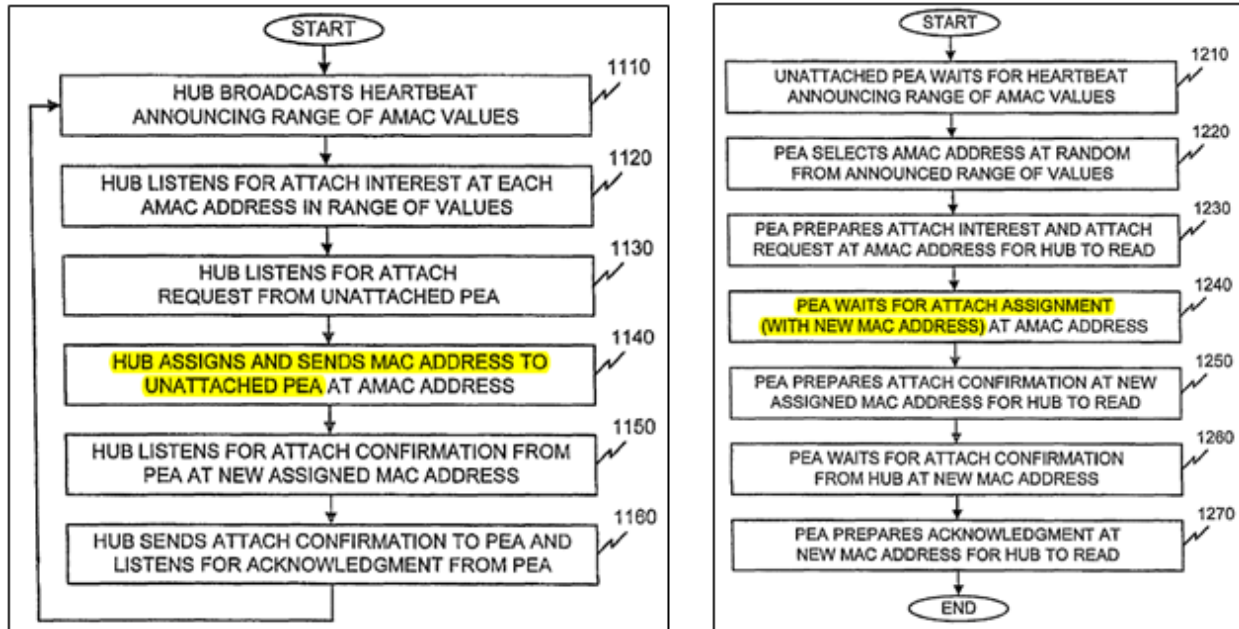 START
1110
HUB BROADCASTS HEARTBEAT
ANNOUNCING RANGE OF AMAC VALUES
1120
HUB LISTENS FOR ATTACH INTEREST AT EACH
AMAC ADDRESS IN RANGE OF VALUES
1130
HUB LISTENS FOR ATTACH
REQUEST FROM UNATTACHED PEA
1140
HUB ASSIGNS AND SENDS MAC ADDRESS TO
UNATTACHED PEA AT AMAC ADDRESS
1150
HUB LISTENS FOR ATTACH CONFIRMATION FROM
PEA AT NEW ASSIGNED MAC ADDRESS
1160
HUB SENDS ATTACH CONFIRMATION TO PEA AND
LISTENS FOR ACKNOWLEDGMENT FROM PEA
START
1210
UNATTACHED PEA WAITS FOR HEARTBEAT
ANNOUNCING RANGE OF AMAC VALUES
1220
PEA SELECTS AMAC ADDRESS AT RANDOM
FROM ANNOUNCED RANGE OF VALUES
1230
PEA PREPARES ATTACH INTEREST AND ATTACH
REQUEST AT AMAC ADDRESS FOR HUB TO READ
1240
PEA WAITS FOR ATTACH ASSIGNMENT
(WITH NEW MAC ADDRESS) AT AMAC ADDRESS
1250
PEA PREPARES ATTACH CONFIRMATION AT NEW
ASSIGNED MAC ADDRESS FOR HUB TO READ
1260
PEA WAITS FOR ATTACH CONFIRMATION
FROM HUB AT NEW MAC ADDRESS
1270
PEA PREPARES ACKNOWLEDGMENT AT
NEW MAC ADDRESS FOR HUB TO READ
END